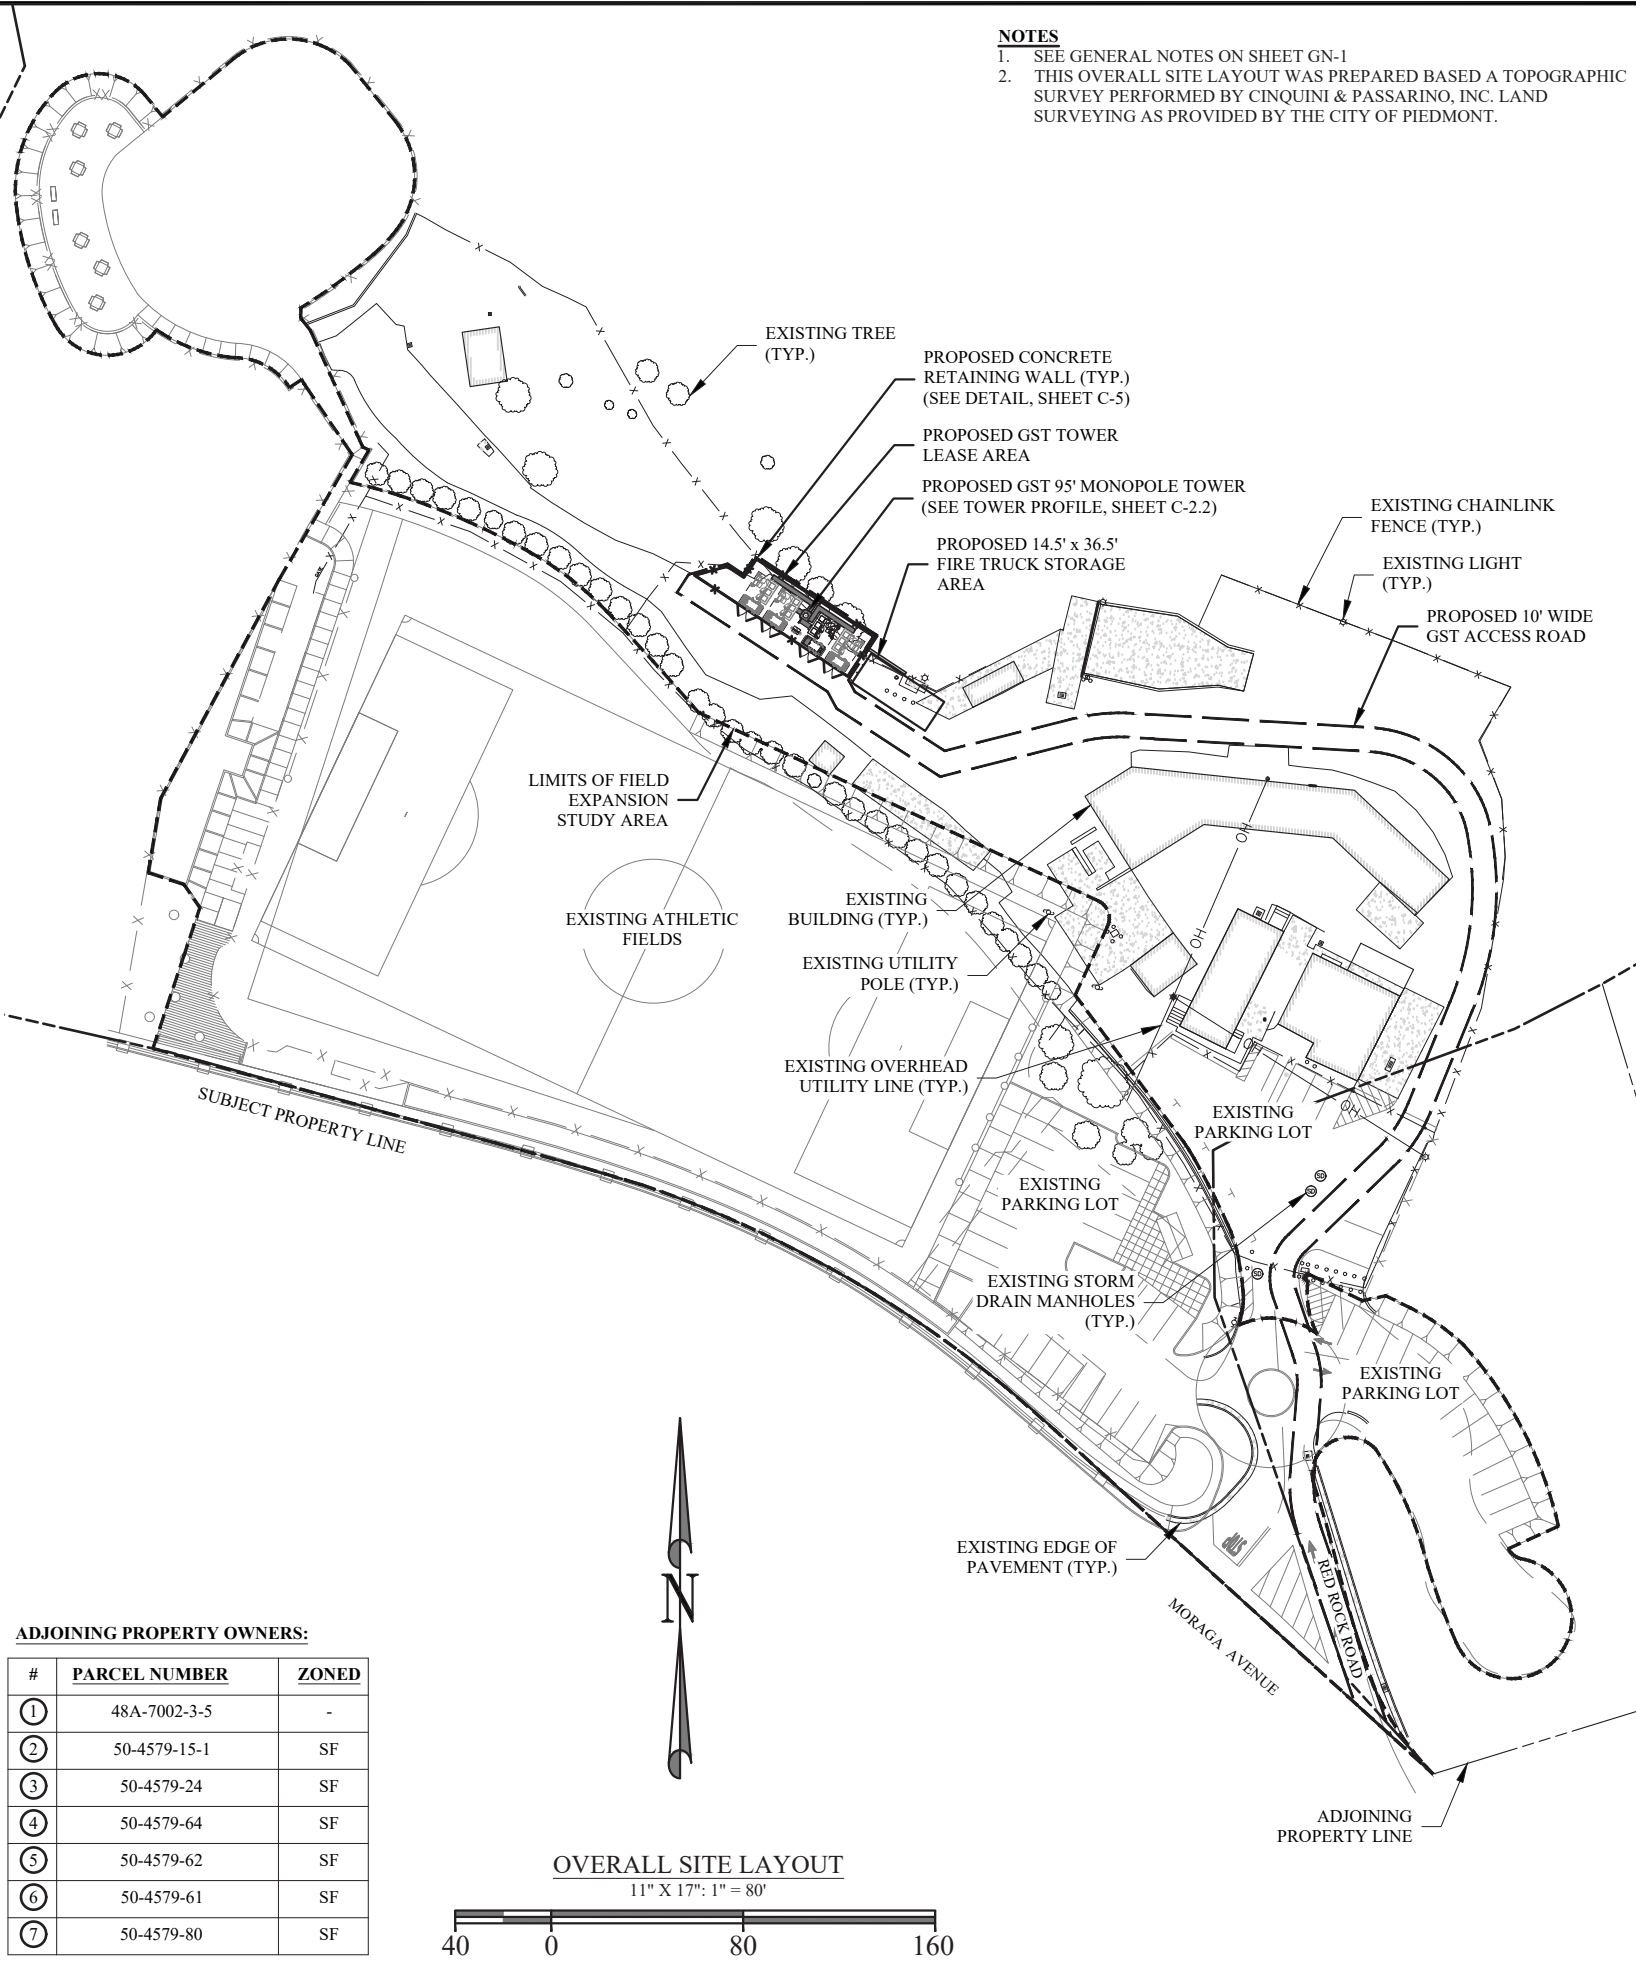 NOTES
1. SEE GENERAL NOTES ON SHEET GN-1
2. THIS OVERALL SITE LAYOUT WAS PREPARED BASED A TOPOGRAPHIC
SURVEY PERFORMED BY CINQUINI & PASSARINO, INC. LAND
SURVEYING AS PROVIDED BY THE CITY OF PIEDMONT.
EXISTING TREE
(TYP.)
PROPOSED CONCRETE
RETAINING WALL (TYP.)
(SEE DETAIL, SHEET C-5)
PROPOSED GST TOWER
LEASE AREA
PROPOSED GST 95' MONOPOLE TOWER
(SEE TOWER PROFILE, SHEET C-2.2)
PROPOSED 14.5' x 36.5'
FIRE TRUCK STORAGE
AREA
EXISTING CHAINLINK
FENCE (TYP.)
EXISTING LIGHT
(TYP.)
PROPOSED 10' WIDE
GST ACCESS ROAD
LIMITS OF FIELD
EXPANSION
STUDY AREA
OH
EXISTING
BUILDING (TYP.)
EXISTING ATHLETIC
FIELDS
OH
EXISTING UTILITY
POLE (TYP.)
EXISTING OVERHEAD
UTILITY LINE (TYP.)
OH
SUBJECT PROPERTY LINE
EXISTING
PARKING LOT
EXISTING
PARKING LOT
SD
SD
SD
EXISTING STORM
DRAIN MANHOLES
(TYP.)
EXISTING
PARKING LOT
N
EXISTING EDGE OF
PAVEMENT (TYP.)
RED ROCK ROAD
MORAGA AVENUE
ADJOINING
PROPERTY LINE
ADJOINING PROPERTY OWNERS:
# PARCEL NUMBER ZONED
1 48A-7002-3-5 -
2 50-4579-15-1 SF
3 50-4579-24 SF
4 50-4579-64 SF
5 50-4579-62 SF
6 50-4579-61 SF
7 50-4579-80 SF
OVERALL SITE LAYOUT
11" X 17": 1" = 80'
40 0 80 160